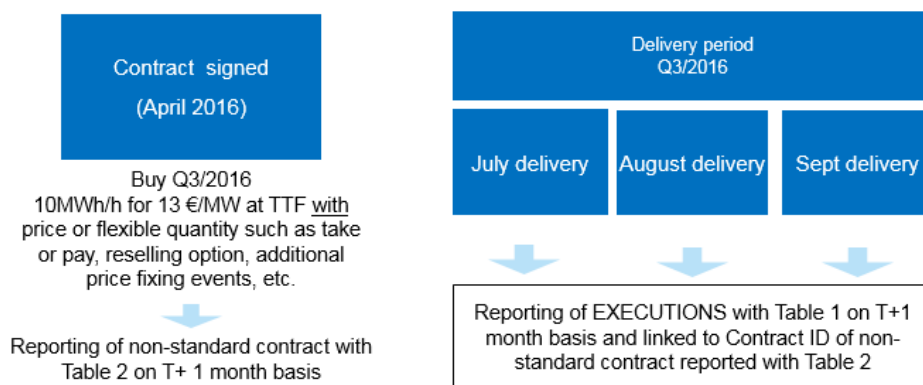 Contract signed
(April 2016)
Buy Q3/2016
10MWh/h for 13 €/MW at TTF with
price or flexible quantity such as take
or pay, reselling option, additional
price fixing events, etc.
Reporting of non-standard contract with
Table 2 on T+ 1 month basis
Delivery period
Q3/2016
July delivery
August delivery
Sept delivery
Reporting of EXECUTIONS with Table 1 on T+1
month basis and linked to Contract ID of non-
standard contract reported with Table 2